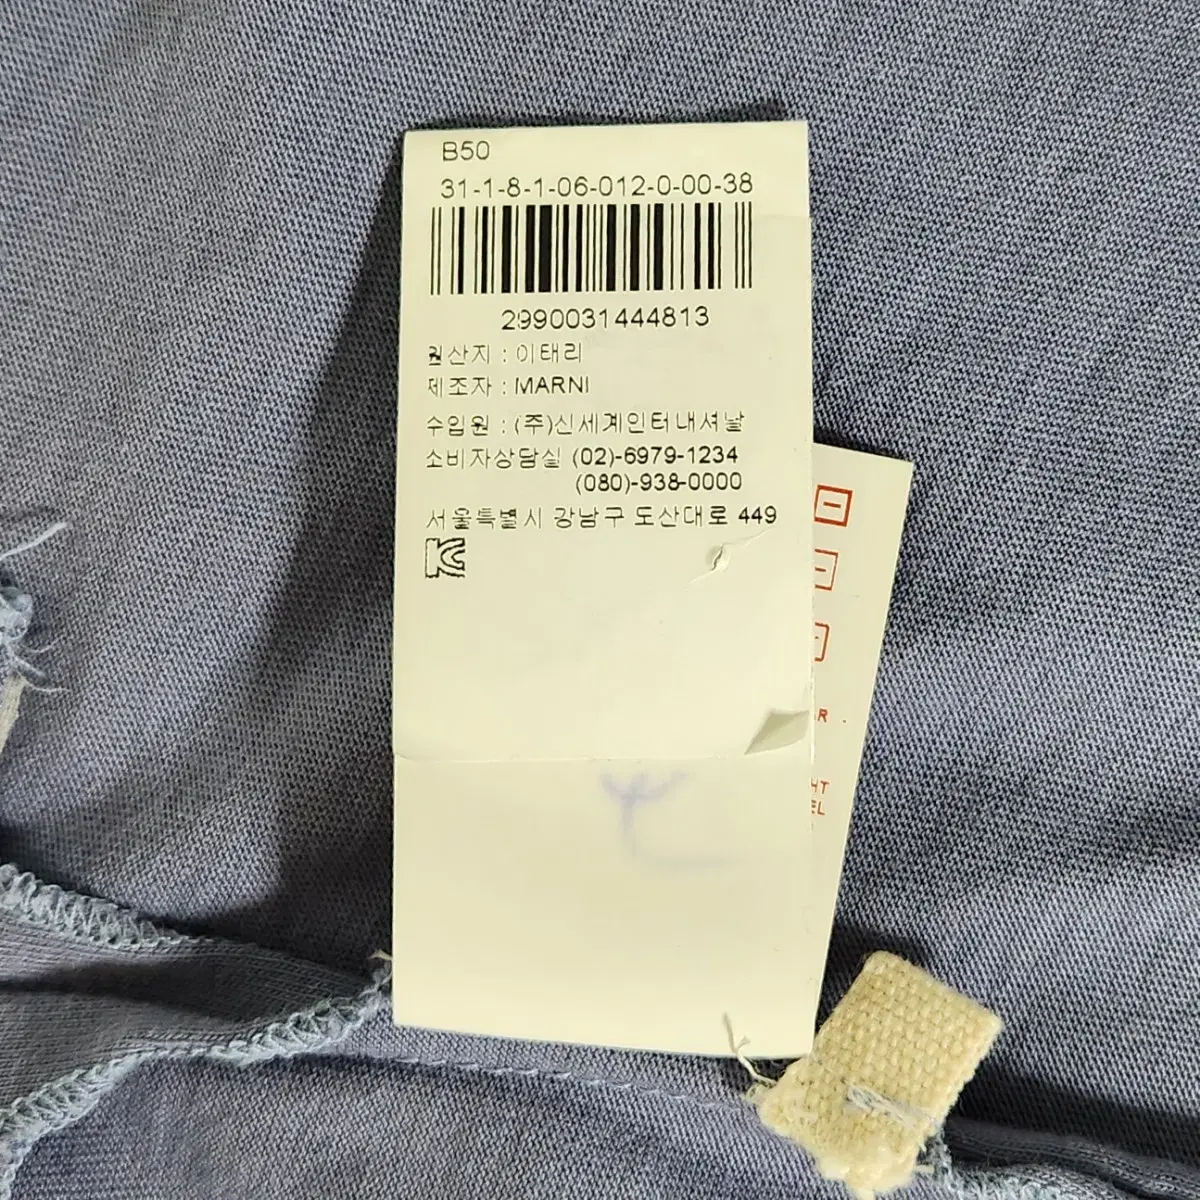 B50
31-1-8-1-06-012-0-00-38
2990031444813
원산지 : 이태리
제조자 : MARNI
수입원 : (주)신세계인터내셔날
소비자상담실 (02)-6979-1234
(080)-938-0000
서울특별시 강남구 도산대로 449
KC